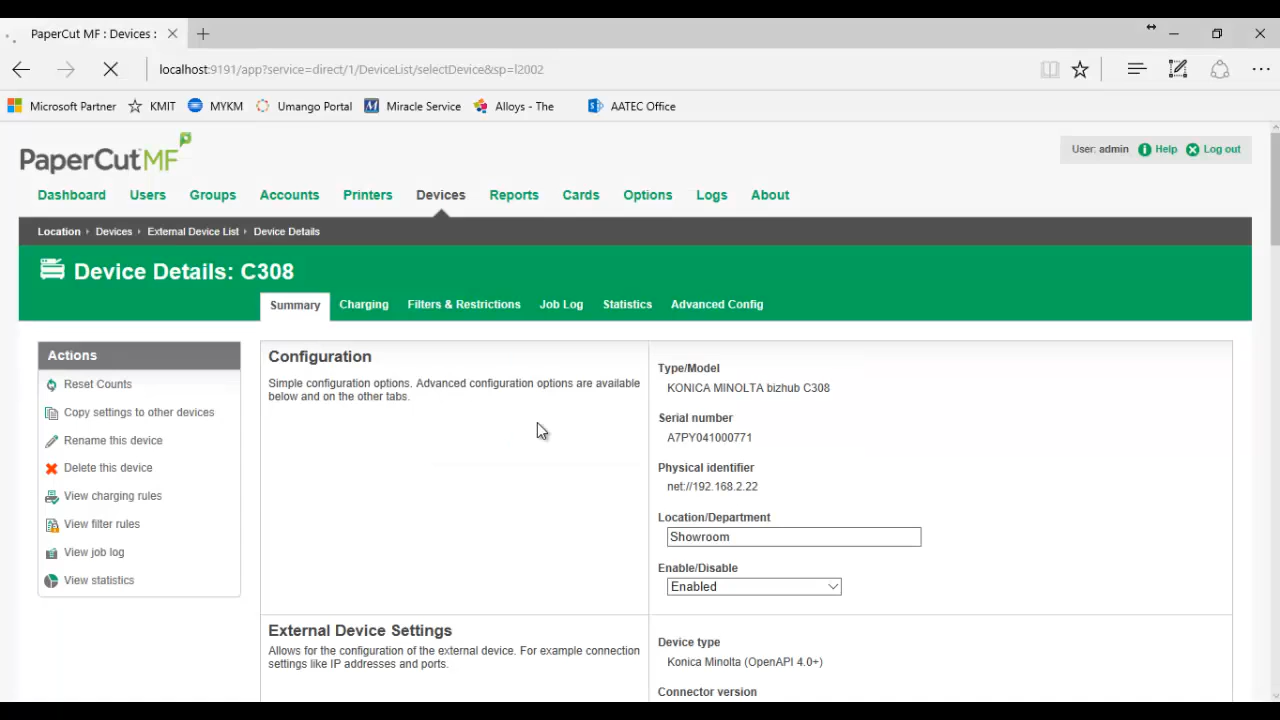 PaperCut MF : Devices :
localhost:9191/app?service=direct/1/DeviceList/selectDevice&sp=l2002
Microsoft Partner KMIT MYKM Umango Portal Miracle Service Alloys - The AATEC Office
PaperCut MF
User: admin Help Log out
Dashboard Users Groups Accounts Printers Devices Reports Cards Options Logs About
Location Devices External Device List Device Details
Device Details: C308
Summary Charging Filters & Restrictions Job Log Statistics Advanced Config
Actions
Reset Counts
Copy settings to other devices
Rename this device
Delete this device
View charging rules
View filter rules
View job log
View statistics
Configuration
Simple configuration options. Advanced configuration options are available
below and on the other tabs.
Type/Model
KONICA MINOLTA bizhub C308
Serial number
A7PY041000771
Physical identifier
net://192.168.2.22
Location/Department
Showroom
Enable/Disable
Enabled
External Device Settings
Allows for the configuration of the external device. For example connection
settings like IP addresses and ports.
Device type
Konica Minolta (OpenAPI 4.0+)
Connector version